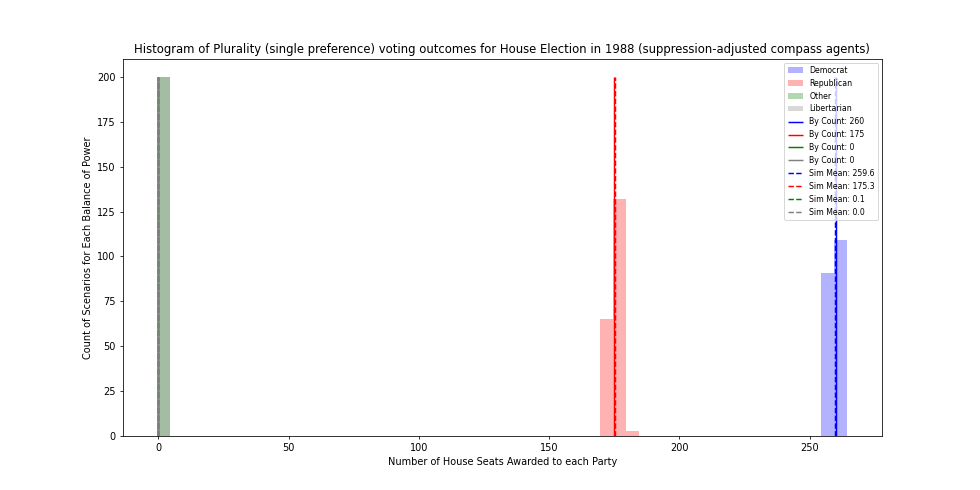 Histogram of Plurality (single preference) voting outcomes for House Election in 1988 (suppression-adjusted compass agents)
Count of Scenarios for Each Balance of Power
200
175
150
125
100
75
50
25
0
Democrat
Republican
Other
Libertarian
By Count: 260
By Count: 175
By Count: 0
By Count: 0
Sim Mean: 259.6
Sim Mean: 175.3
Sim Mean: 0.1
Sim Mean: 0.0
0 50 100 150 200 250
Number of House Seats Awarded to each Party